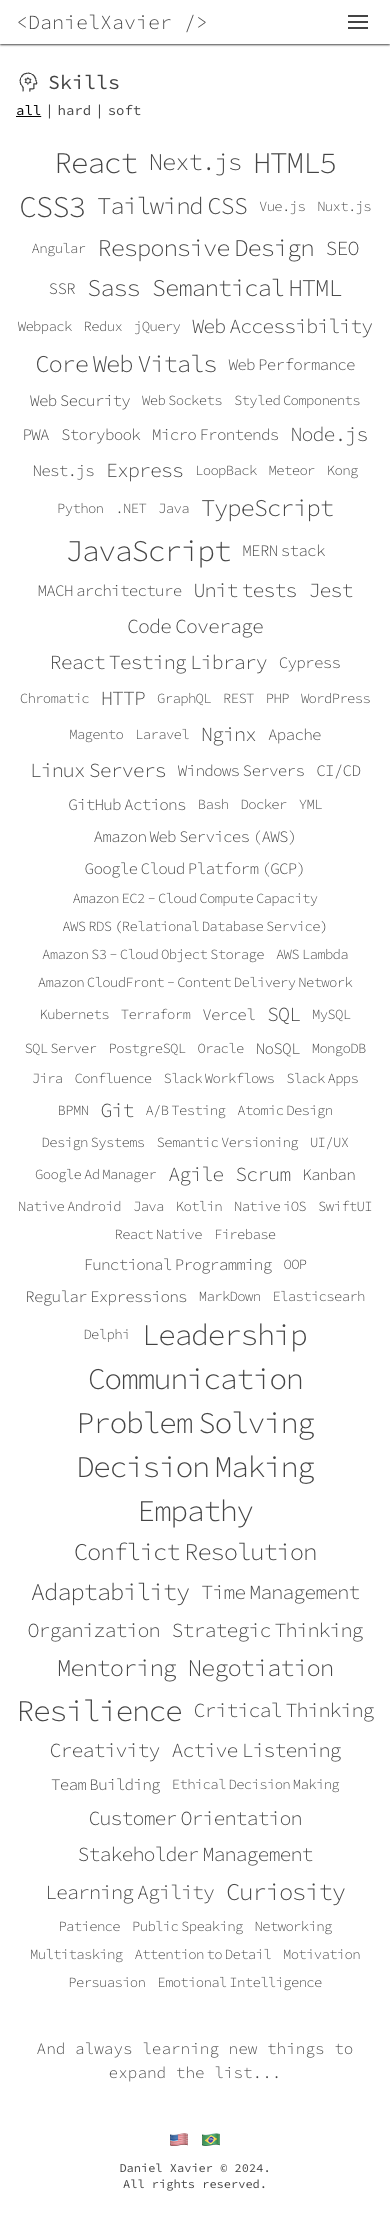 <DanielXavier />
Skills
all | hard | soft
React Next.js HTML5
CSS3 Tailwind CSS Vue.js Nuxt.js
Angular Responsive Design SEO
SSR Sass Semantical HTML
Webpack Redux jQuery Web Accessibility
Core Web Vitals Web Performance
Web Security Web Sockets Styled Components
PWA Storybook Micro Frontends Node.js
Nest.js Express LoopBack Meteor Kong
Python .NET Java TypeScript
JavaScript MERN stack
MACH architecture Unit tests Jest
Code Coverage
React Testing Library Cypress
Chromatic HTTP GraphQL REST PHP WordPress
Magento Laravel Nginx Apache
Linux Servers Windows Servers CI/CD
GitHub Actions Bash Docker YML
Amazon Web Services (AWS)
Google Cloud Platform (GCP)
Amazon EC2 - Cloud Compute Capacity
AWS RDS (Relational Database Service)
Amazon S3 - Cloud Object Storage AWS Lambda
Amazon CloudFront - Content Delivery Network
Kubernets Terraform Vercel SQL MySQL
SQL Server PostgreSQL Oracle NoSQL MongoDB
Jira Confluence Slack Workflows Slack Apps
BPMN Git A/B Testing Atomic Design
Design Systems Semantic Versioning UI/UX
Google Ad Manager Agile Scrum Kanban
Native Android Java Kotlin Native iOS SwiftUI
React Native Firebase
Functional Programming OOP
Regular Expressions MarkDown Elasticsearh
Delphi Leadership
Communication
Problem Solving
Decision Making
Empathy
Conflict Resolution
Adaptability Time Management
Organization Strategic Thinking
Mentoring Negotiation
Resilience Critical Thinking
Creativity Active Listening
Team Building Ethical Decision Making
Customer Orientation
Stakeholder Management
Learning Agility Curiosity
Patience Public Speaking Networking
Multitasking Attention to Detail Motivation
Persuasion Emotional Intelligence
And always learning new things to
expand the list...
Daniel Xavier © 2024.
All rights reserved.